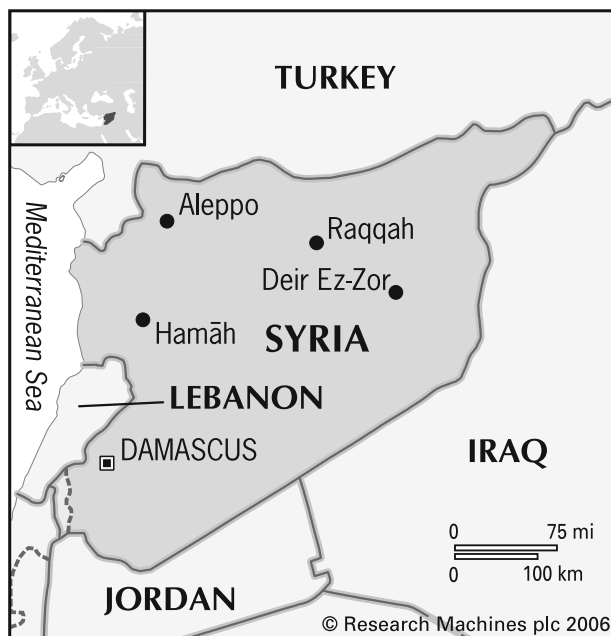 TURKEY
Aleppo
Raqqah
Mediterranean Sea
Deir Ez-Zor
Hamāh
SYRIA
LEBANON
DAMASCUS
IRAQ
0 75 mi
0 100 km
JORDAN
© Research Machines plc 2006